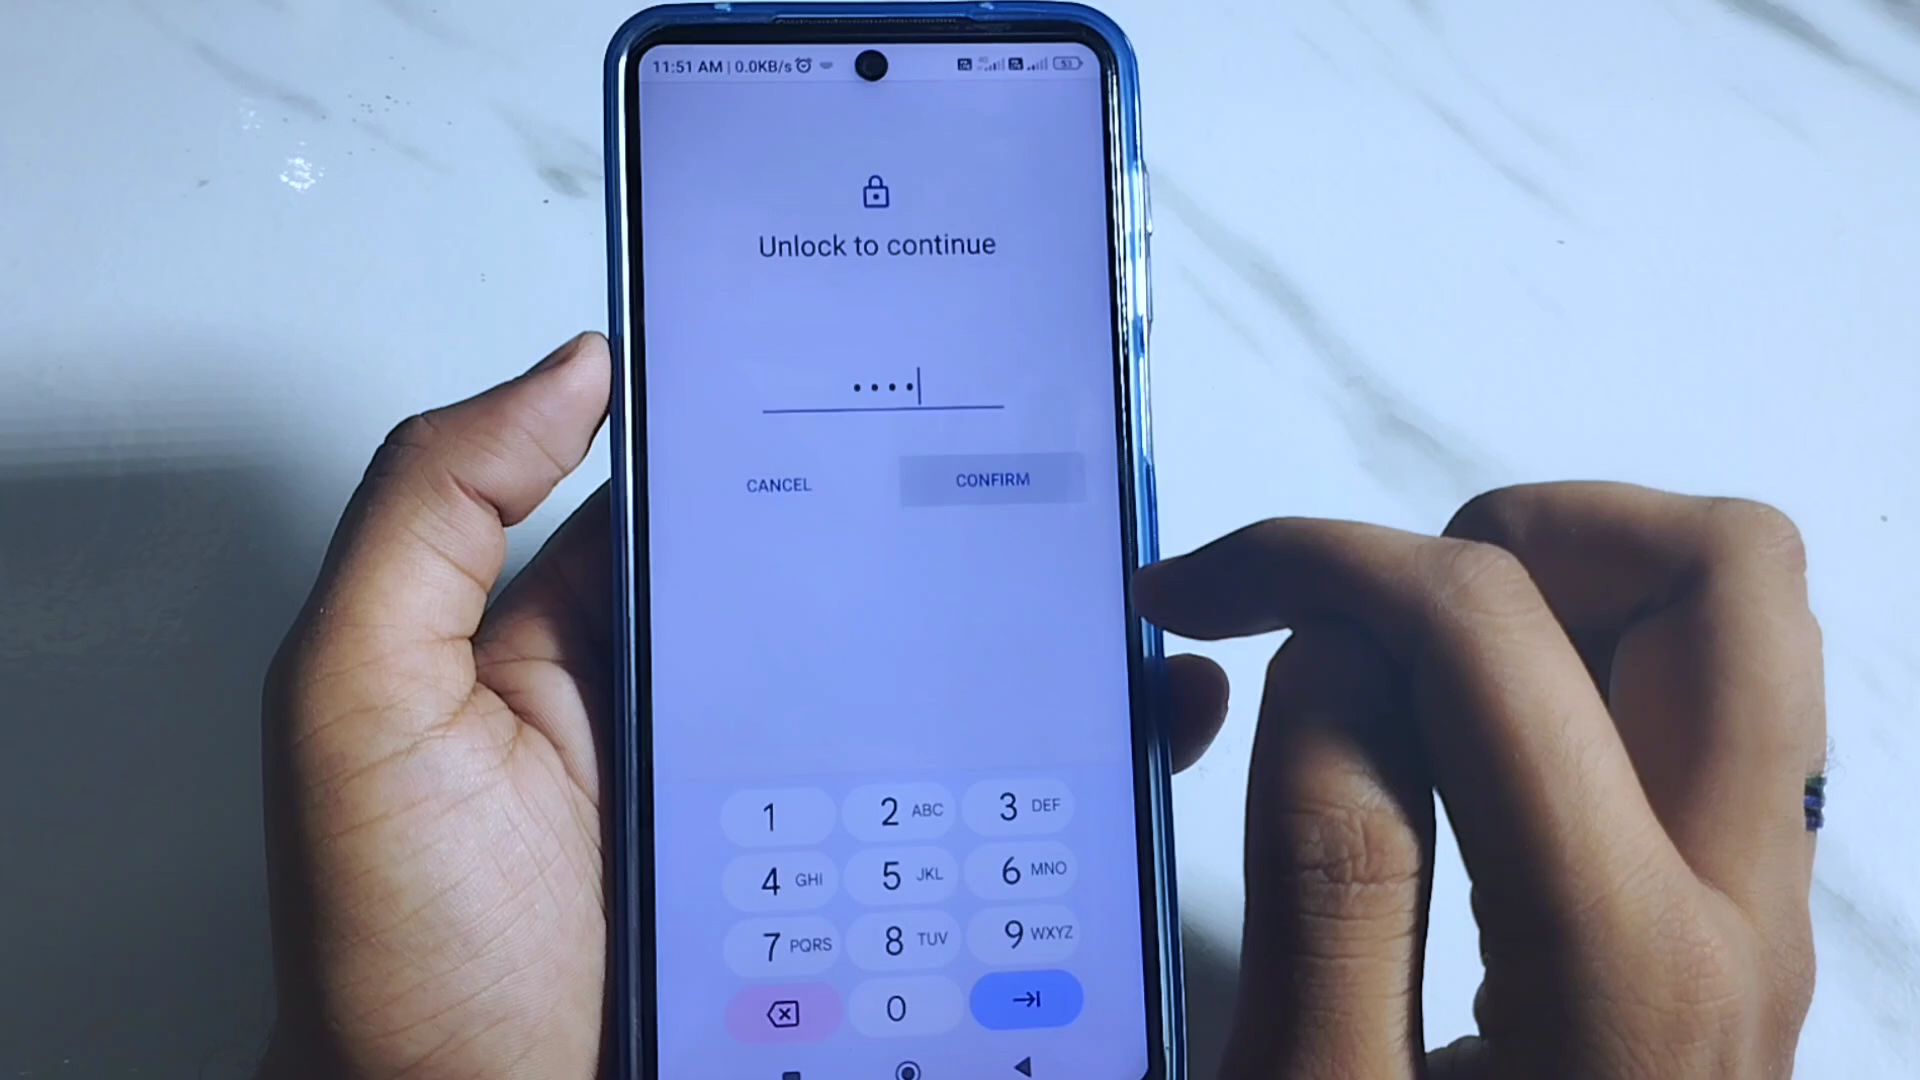 11:51 AM | 0.0KB/s
53
Unlock to continue
••••
CANCEL
CONFIRM
1
2 ABC
3 DEF
4 GHI
5 JKL
6 MNO
7 PQRS
8 TUV
9 WXYZ
0